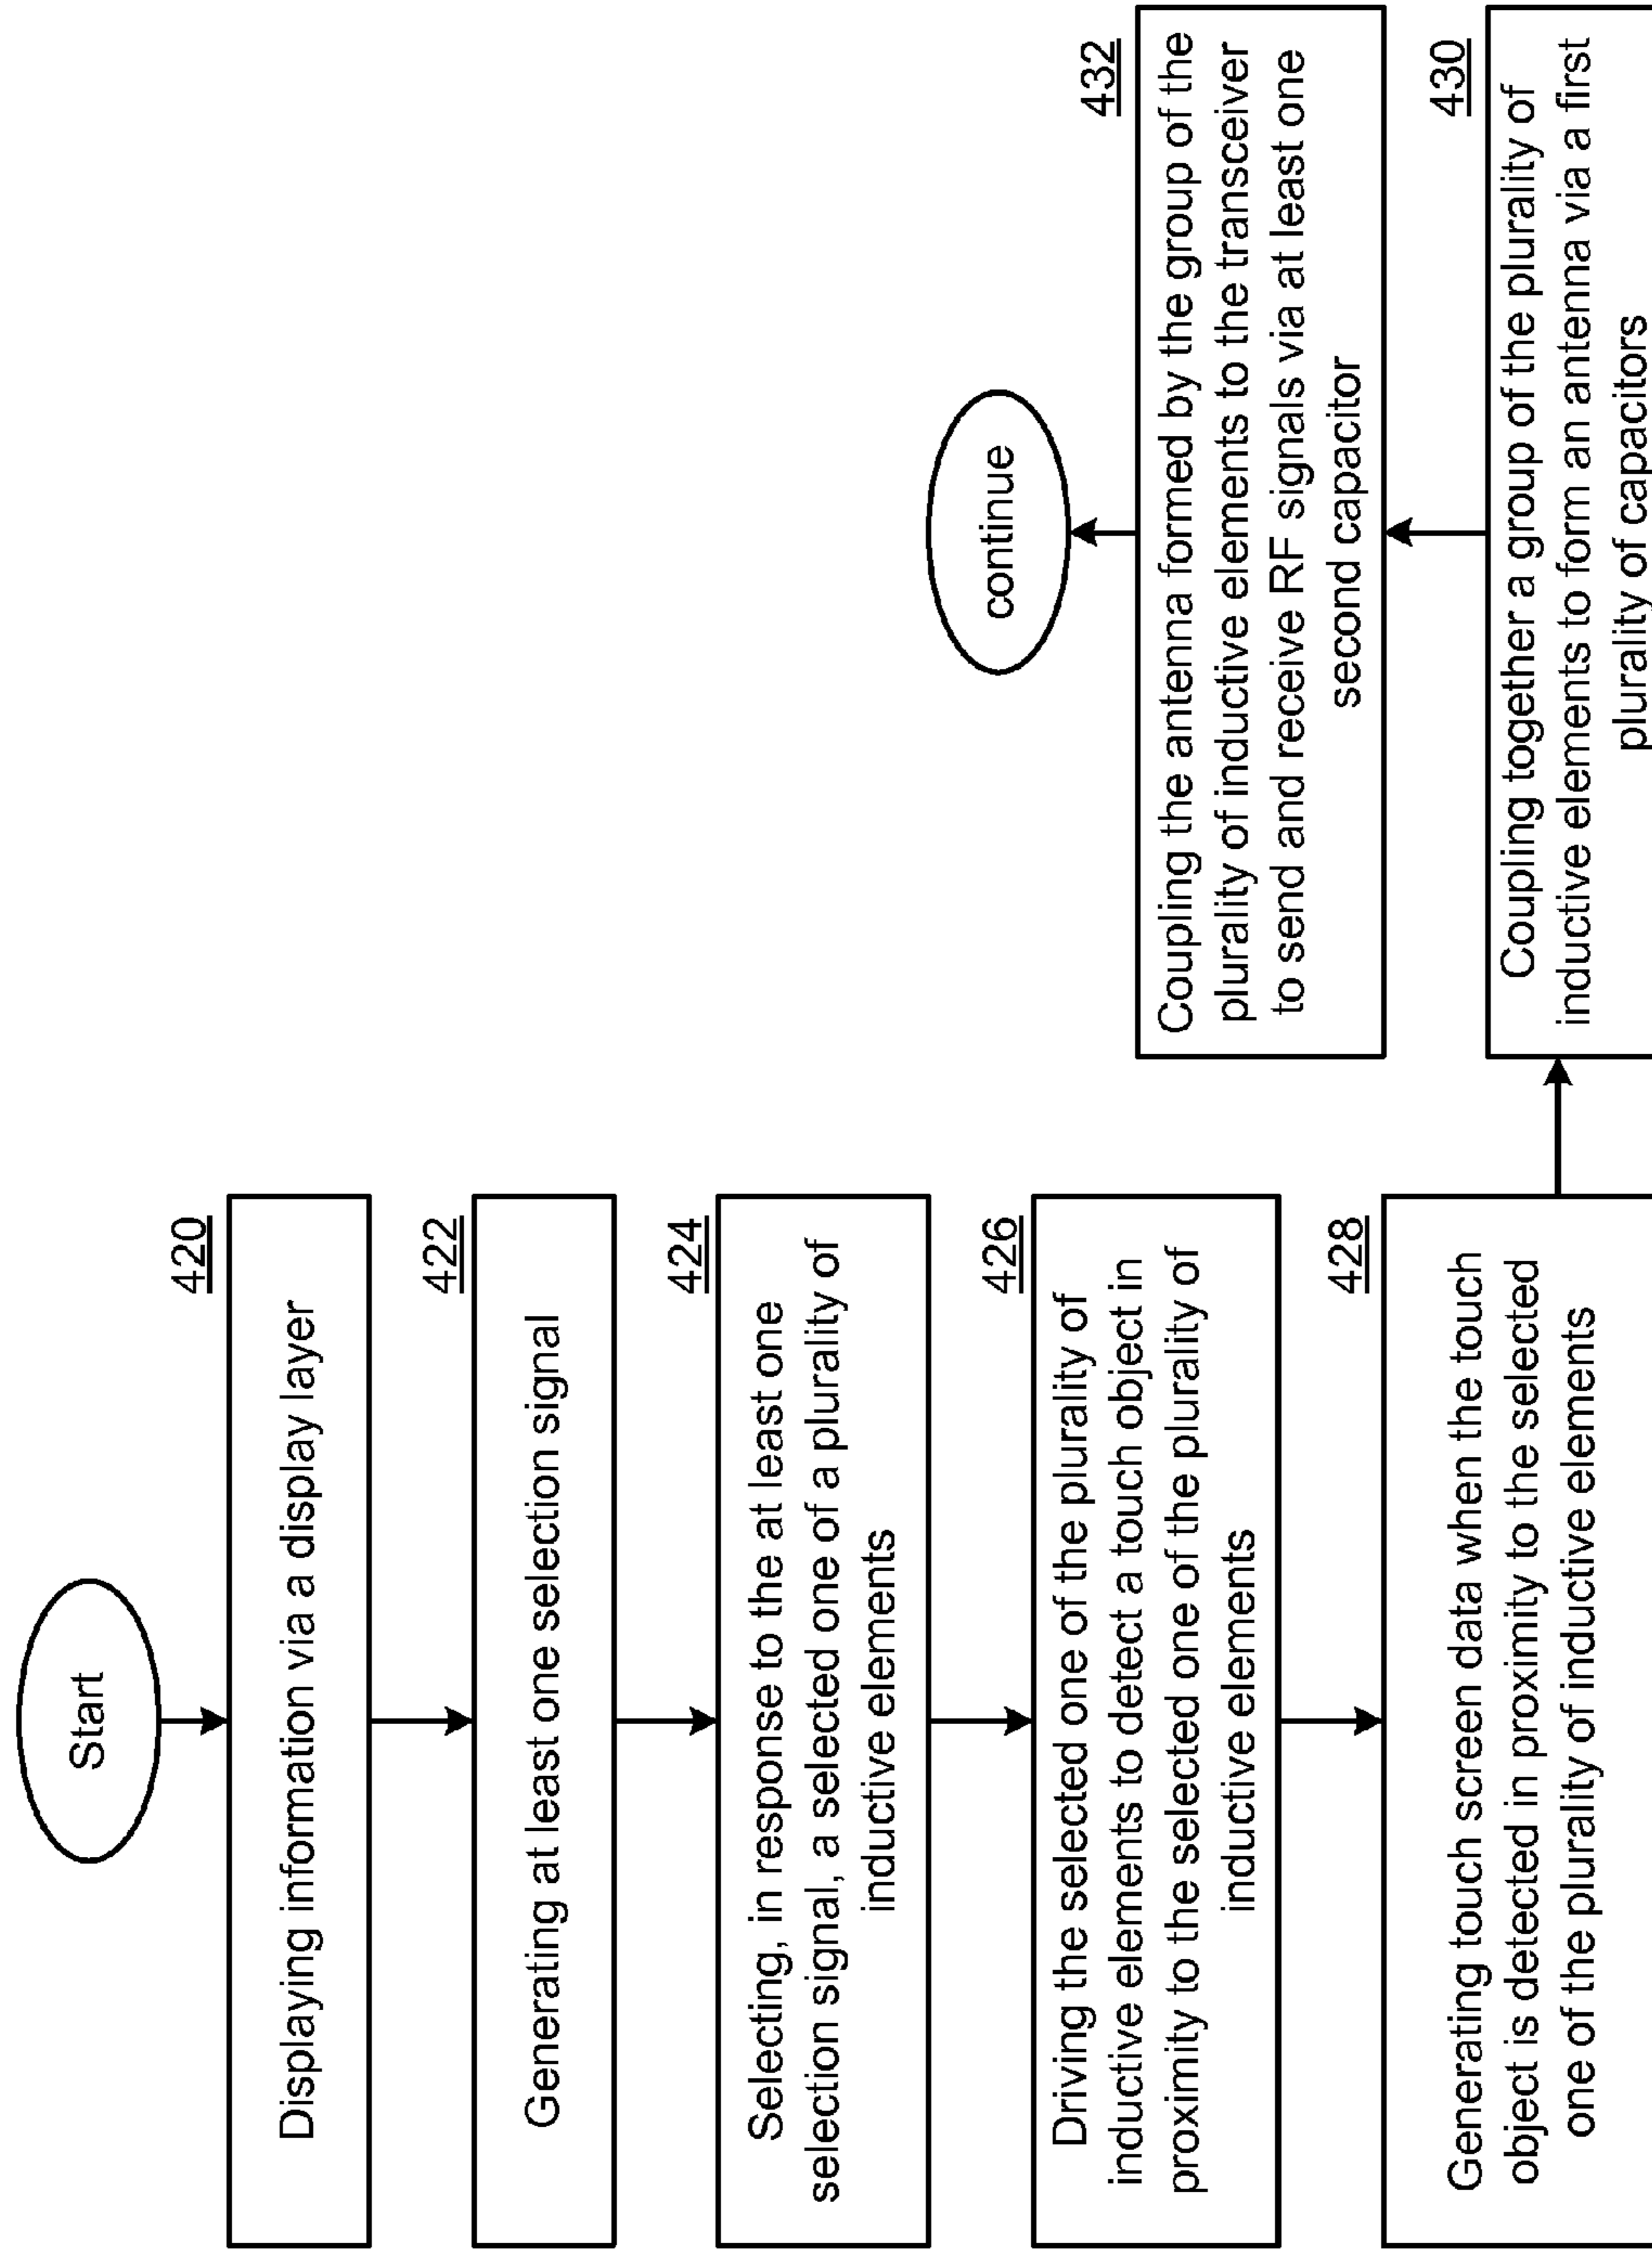 Start
420
Displaying information via a display layer
422
Generating at least one selection signal
424
Selecting, in response to the at least one
selection signal, a selected one of a plurality of
inductive elements
426
Driving the selected one of the plurality of
inductive elements to detect a touch object in
proximity to the selected one of the plurality of
inductive elements
428
Generating touch screen data when the touch
object is detected in proximity to the selected
one of the plurality of inductive elements
430
Coupling together a group of the plurality of
inductive elements to form an antenna via a first
plurality of capacitors
432
Coupling the antenna formed by the group of the
plurality of inductive elements to the transceiver
to send and receive RF signals via at least one
second capacitor
continue